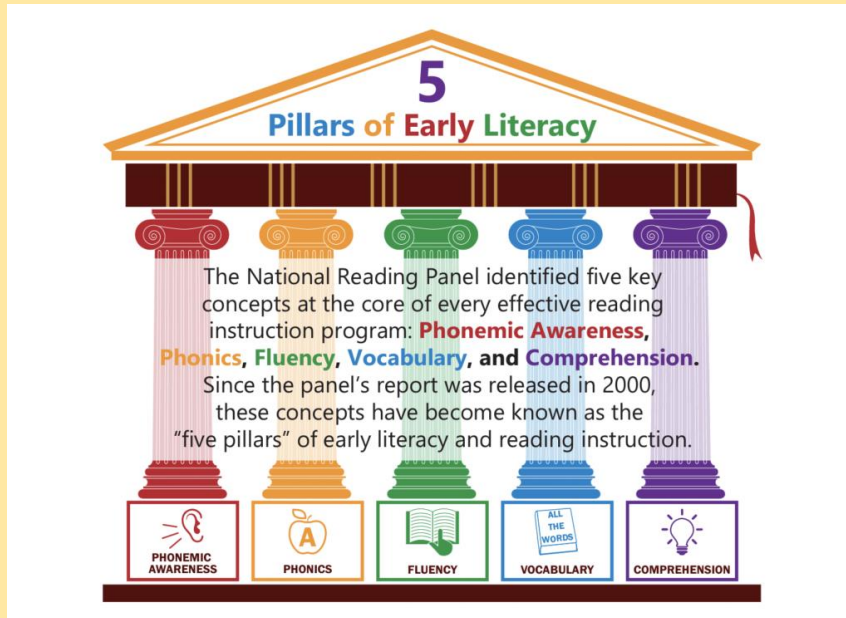 5
Pillars of Early Literacy
The National Reading Panel identified five key
concepts at the core of every effective reading
instruction program: Phonemic Awareness,
Phonics, Fluency, Vocabulary, and Comprehension.
Since the panel’s report was released in 2000,
these concepts have become known as the
“five pillars” of early literacy and reading instruction.
PHONEMIC
AWARENESS
A
PHONICS
FLUENCY
ALL
THE
WORDS
VOCABULARY
COMPREHENSION